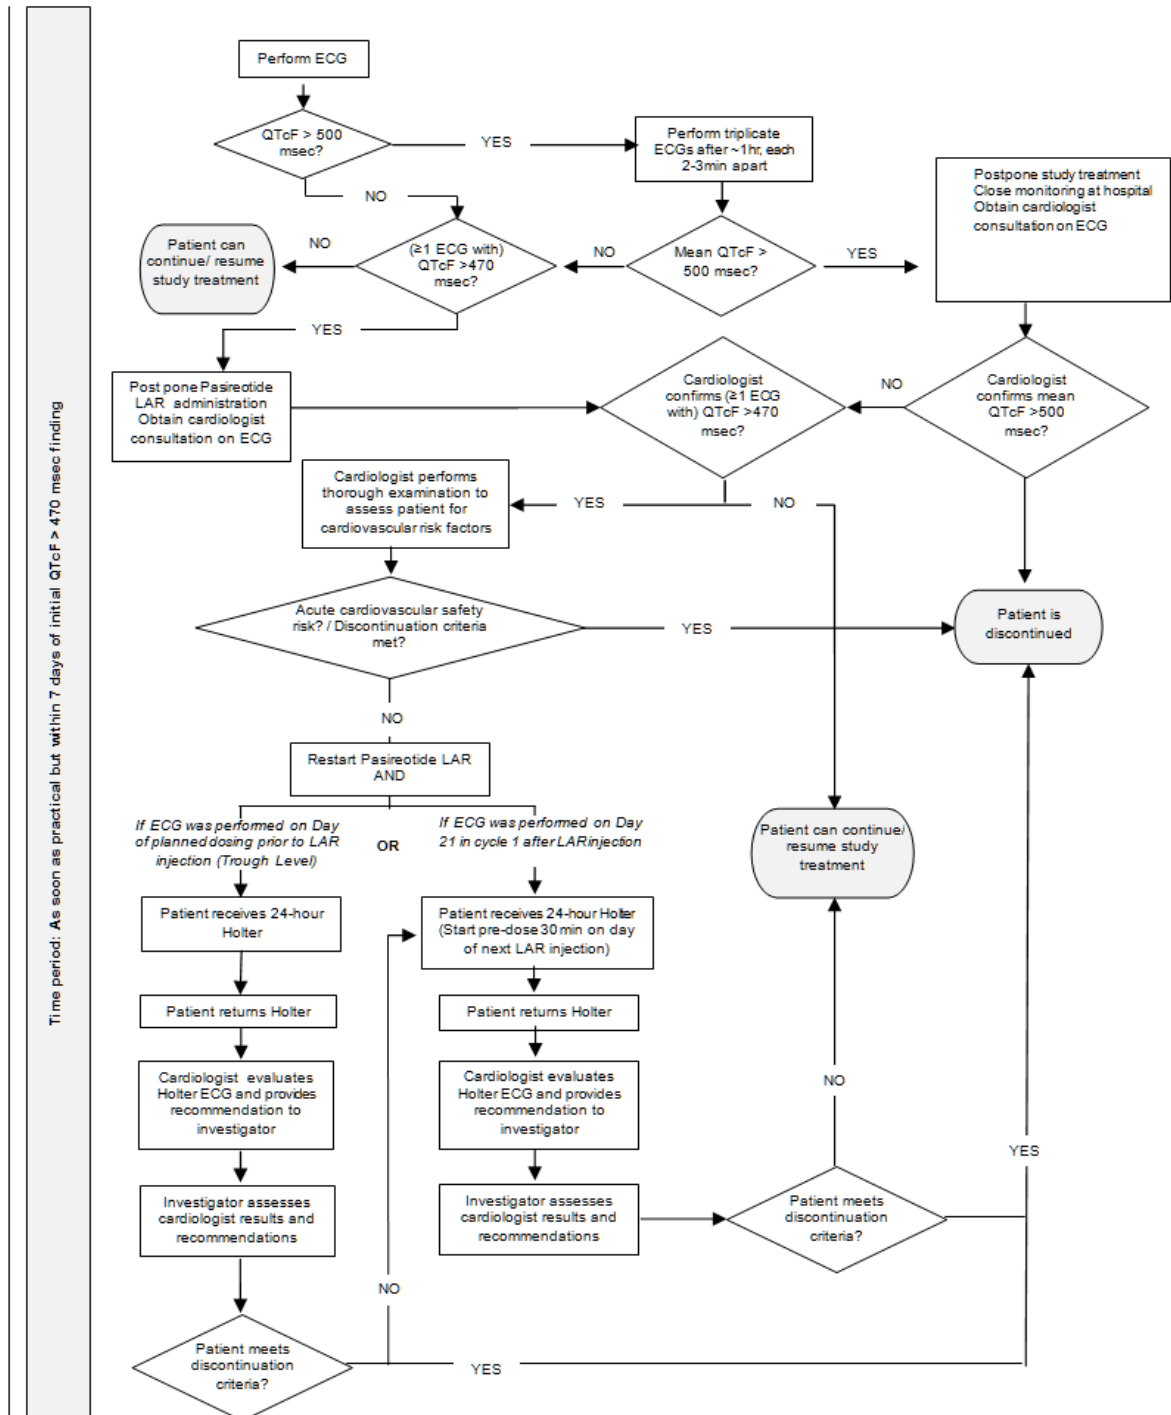 Time period: As soon as practical but within 7 days of initial QTcF > 470 msec finding
Perform ECG
QTcF > 500
msec?
YES
Perform triplicate
ECGs after ~1hr, each
2-3min apart
Postpone study treatment
Close monitoring at hospital
Obtain cardiologist
consultation on ECG
NO
Patient can
continue/ resume
study treatment
NO
(≥1 ECG with)
QTcF >470
msec?
NO
Mean QTcF >
500 msec?
YES
YES
Postpone Pasireotide
LAR administration
Obtain cardiologist
consultation on ECG
Cardiologist
confirms (≥1 ECG
with) QTcF >470
msec?
NO
Cardiologist
confirms mean
QTcF >500
msec?
Cardiologist performs
thorough examination to
assess patient for
cardiovascular risk factors
YES
NO
Acute cardiovascular safety
risk? / Discontinuation criteria
met?
YES
Patient is
discontinued
NO
Restart Pasireotide LAR
AND
If ECG was performed on Day
of planned dosing prior to LAR
injection (Trough Level)
OR
If ECG was performed on Day
21 in cycle 1 after LAR injection
Patient can continue/
resume study
treatment
Patient receives 24-hour
Holter
Patient receives 24-hour Holter
(Start pre-dose 30 min on day
of next LAR injection)
Patient returns Holter
Patient returns Holter
Cardiologist evaluates
Holter ECG and provides
recommendation to
investigator
Cardiologist evaluates
Holter ECG and provides
recommendation to
investigator
NO
YES
Investigator assesses
cardiologist results and
recommendations
Investigator assesses
cardiologist results and
recommendations
Patient meets
discontinuation
criteria?
NO
Patient meets
discontinuation
criteria?
YES